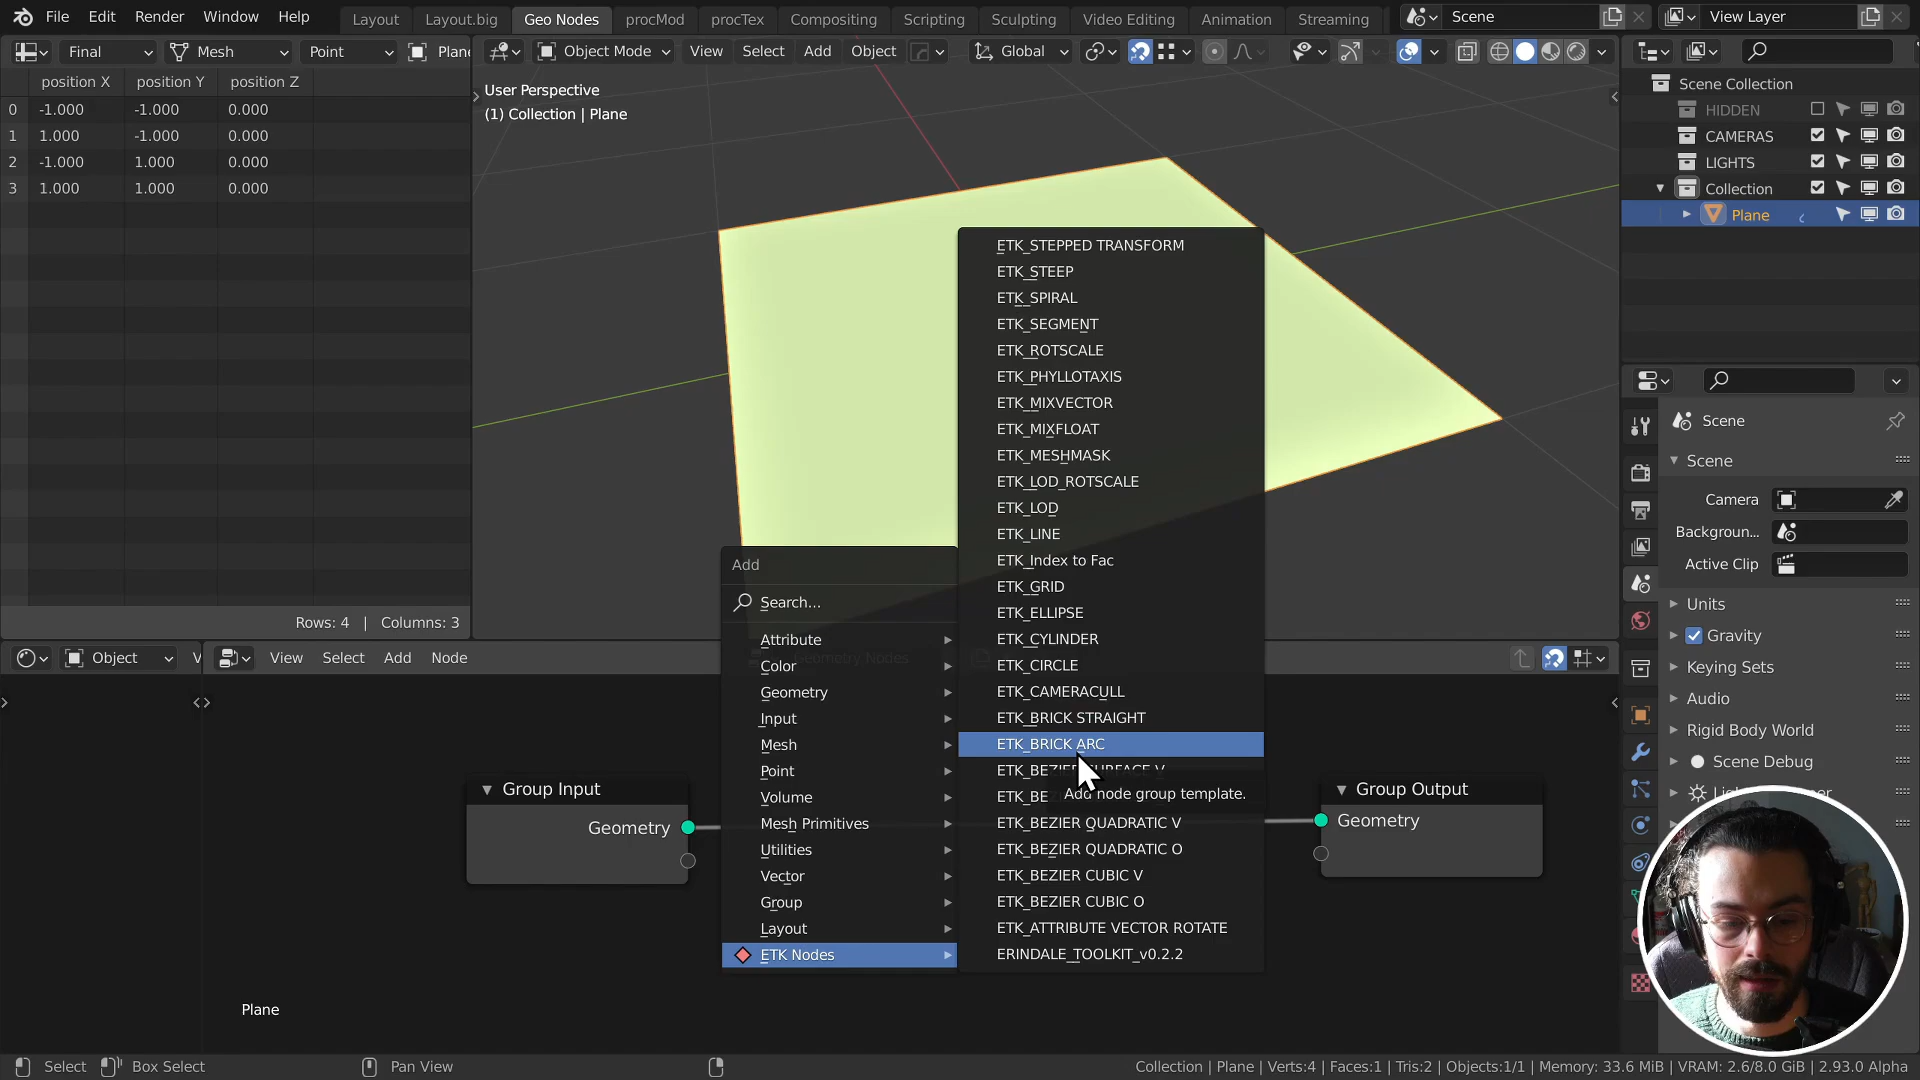 File Edit Render Window Help Layout Layout.big Geo Nodes procMod procTex Compositing Scripting Sculpting Video Editing Animation Streaming Scene View Layer
Final Mesh Point Plane
position X position Y position Z
0 -1.000 -1.000 0.000
1 1.000 -1.000 0.000
2 -1.000 1.000 0.000
3 1.000 1.000 0.000
Rows: 4 | Columns: 3
Object Mode View Select Add Object Global
User Perspective
(1) Collection | Plane
Scene Collection
HIDDEN
CAMERAS
LIGHTS
Collection
Plane
Scene
Scene
Camera
Backgroun...
Active Clip
Units
Gravity
Keying Sets
Audio
Rigid Body World
Scene Debug
Object V View Select Add Node
Geometry Nodes
Add
Search...
Attribute
Color
Geometry
Input
Mesh
Point
Volume
Mesh Primitives
Utilities
Vector
Group
Layout
ETK Nodes
ETK_STEPPED TRANSFORM
ETK_STEEP
ETK_SPIRAL
ETK_SEGMENT
ETK_ROTSCALE
ETK_PHYLLOTAXIS
ETK_MIXVECTOR
ETK_MIXFLOAT
ETK_MESHMASK
ETK_LOD_ROTSCALE
ETK_LOD
ETK_LINE
ETK_Index to Fac
ETK_GRID
ETK_ELLIPSE
ETK_CYLINDER
ETK_CIRCLE
ETK_CAMERACULL
ETK_BRICK STRAIGHT
ETK_BRICK ARC
ETK_BEZIER SURFACE V
ETK_BE
Add node group template.
ETK_BEZIER QUADRATIC V
ETK_BEZIER QUADRATIC O
ETK_BEZIER CUBIC V
ETK_BEZIER CUBIC O
ETK_ATTRIBUTE VECTOR ROTATE
ERINDALE_TOOLKIT_v0.2.2
Group Input
Geometry
Group Output
Geometry
Plane
Select Box Select Pan View Collection | Plane | Verts:4 | Faces:1 | Tris:2 | Objects:1/1 | Memory: 33.6 MiB | VRAM: 2.6/8.0 GiB | 2.93.0 Alpha